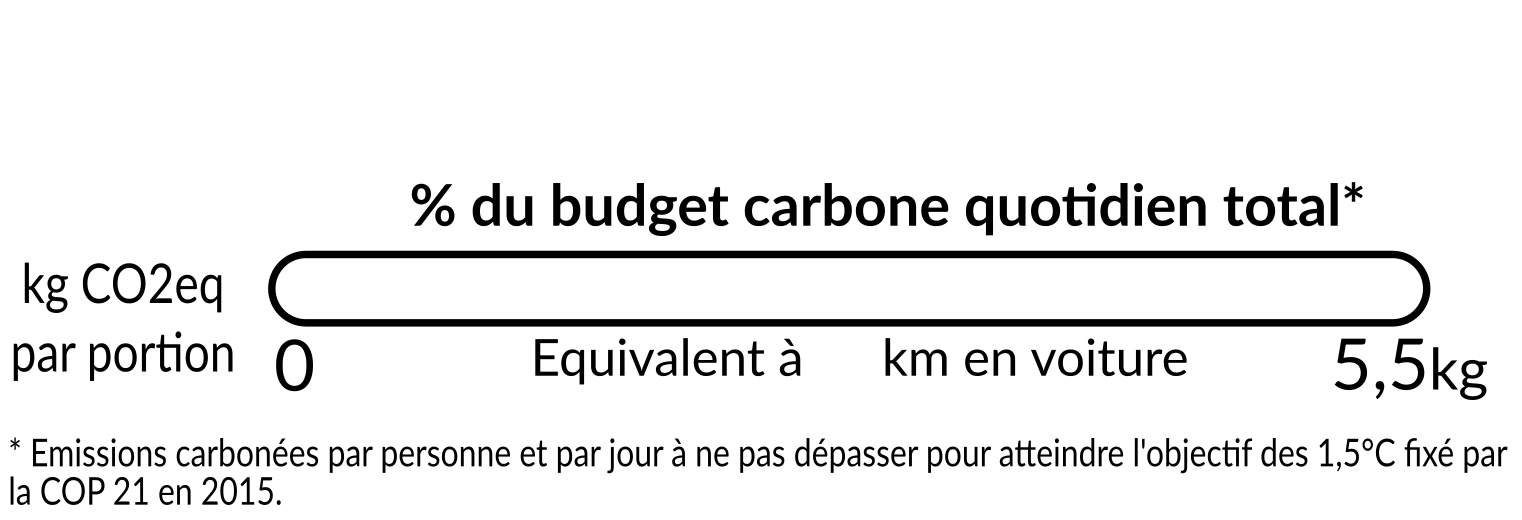 % du budget carbone quotidien total*
kg CO2eq
par portion
0
Equivalent à km en voiture
5,5kg
* Emissions carbonées par personne et par jour à ne pas dépasser pour atteindre l'objectif des 1,5°C fixé par
la COP 21 en 2015.